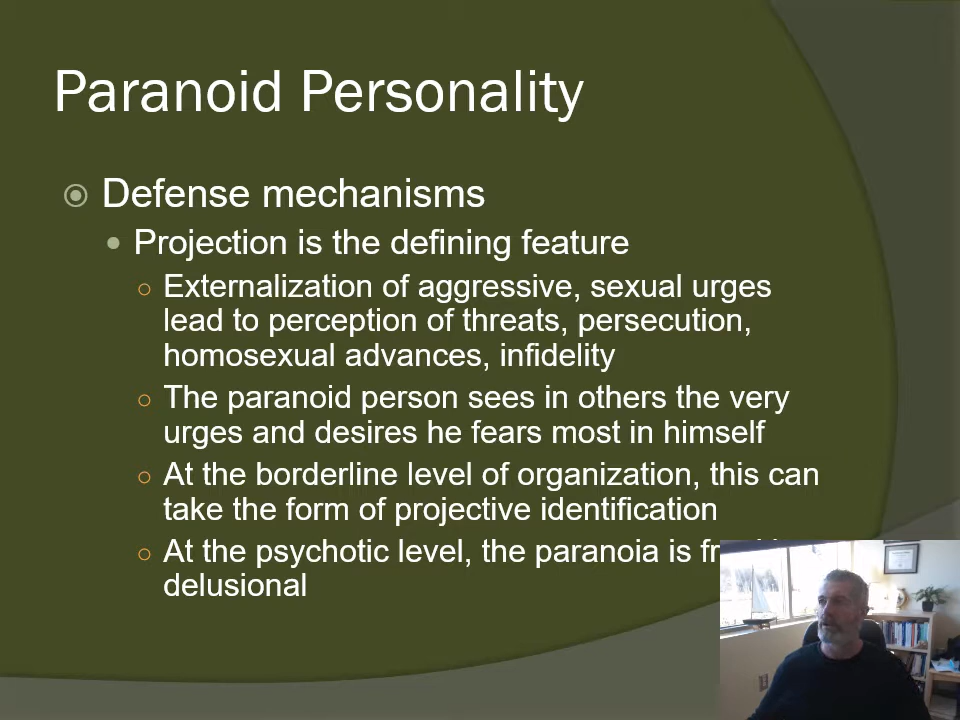 Paranoid Personality
Defense mechanisms
Projection is the defining feature
Externalization of aggressive, sexual urges
lead to perception of threats, persecution,
homosexual advances, infidelity
The paranoid person sees in others the very
urges and desires he fears most in himself
At the borderline level of organization, this can
take the form of projective identification
At the psychotic level, the paranoia is
delusional